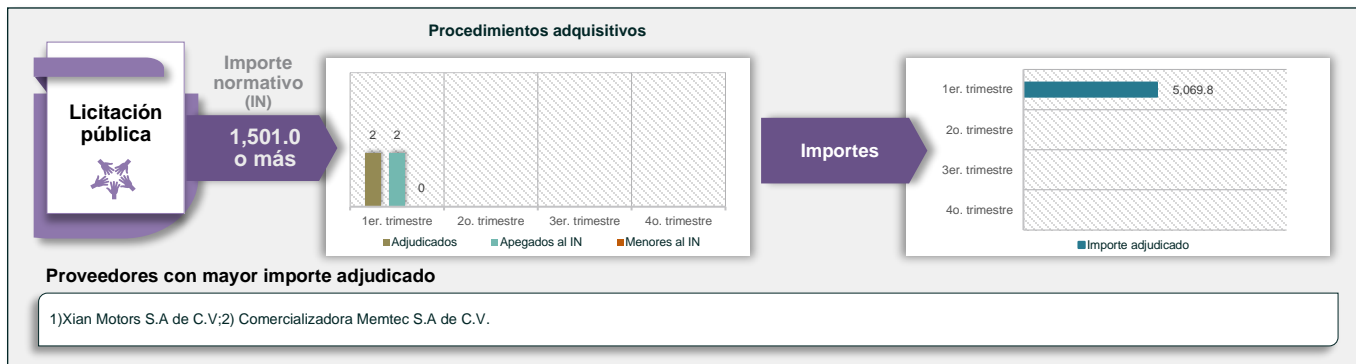 Procedimientos adquisitivos
Licitación
pública
Importe
normativo
(IN)
1,501.0
o más
2
2
0
1er. trimestre
2o. trimestre
3er. trimestre
4o. trimestre
Adjudicados
Apegados al IN
Menores al IN
Importes
1er. trimestre
5,069.8
2o. trimestre
3er. trimestre
4o. trimestre
Importe adjudicado
Proveedores con mayor importe adjudicado
1)Xian Motors S.A de C.V;2) Comercializadora Memtec S.A de C.V.